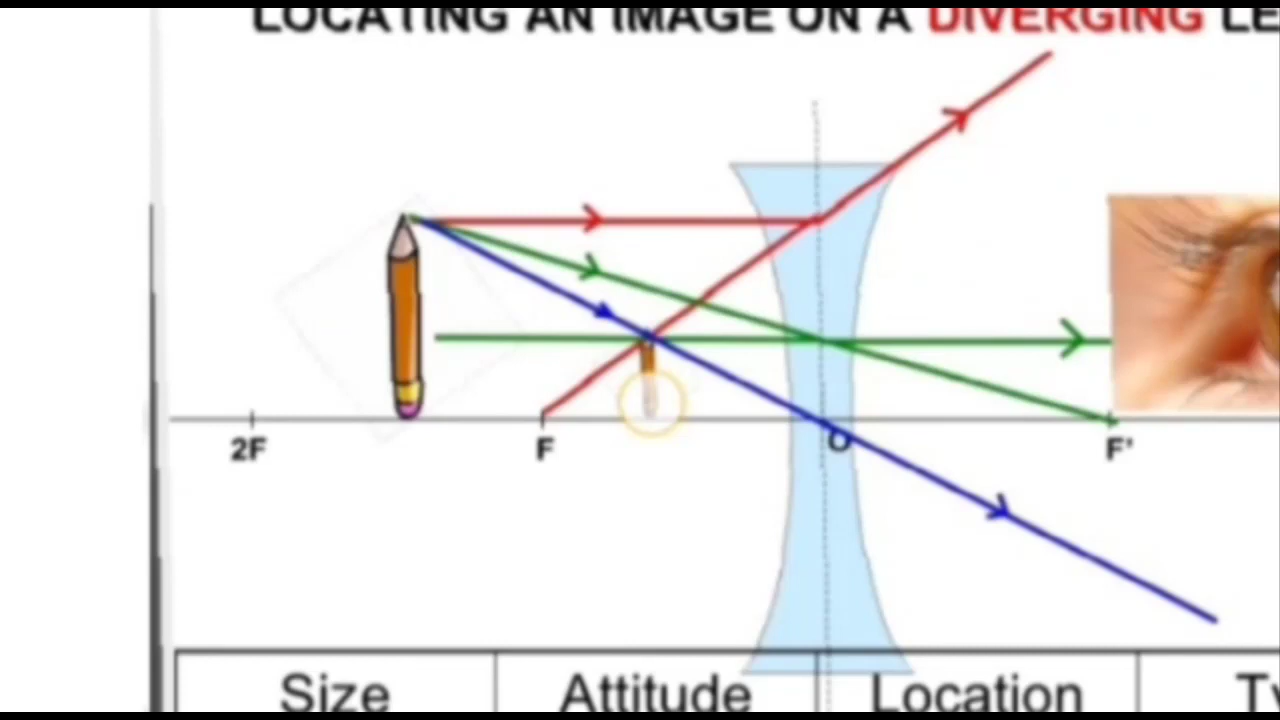 LOCATING AN IMAGE ON A DIVERGING LE
2F F O F'
Size Attitude Location